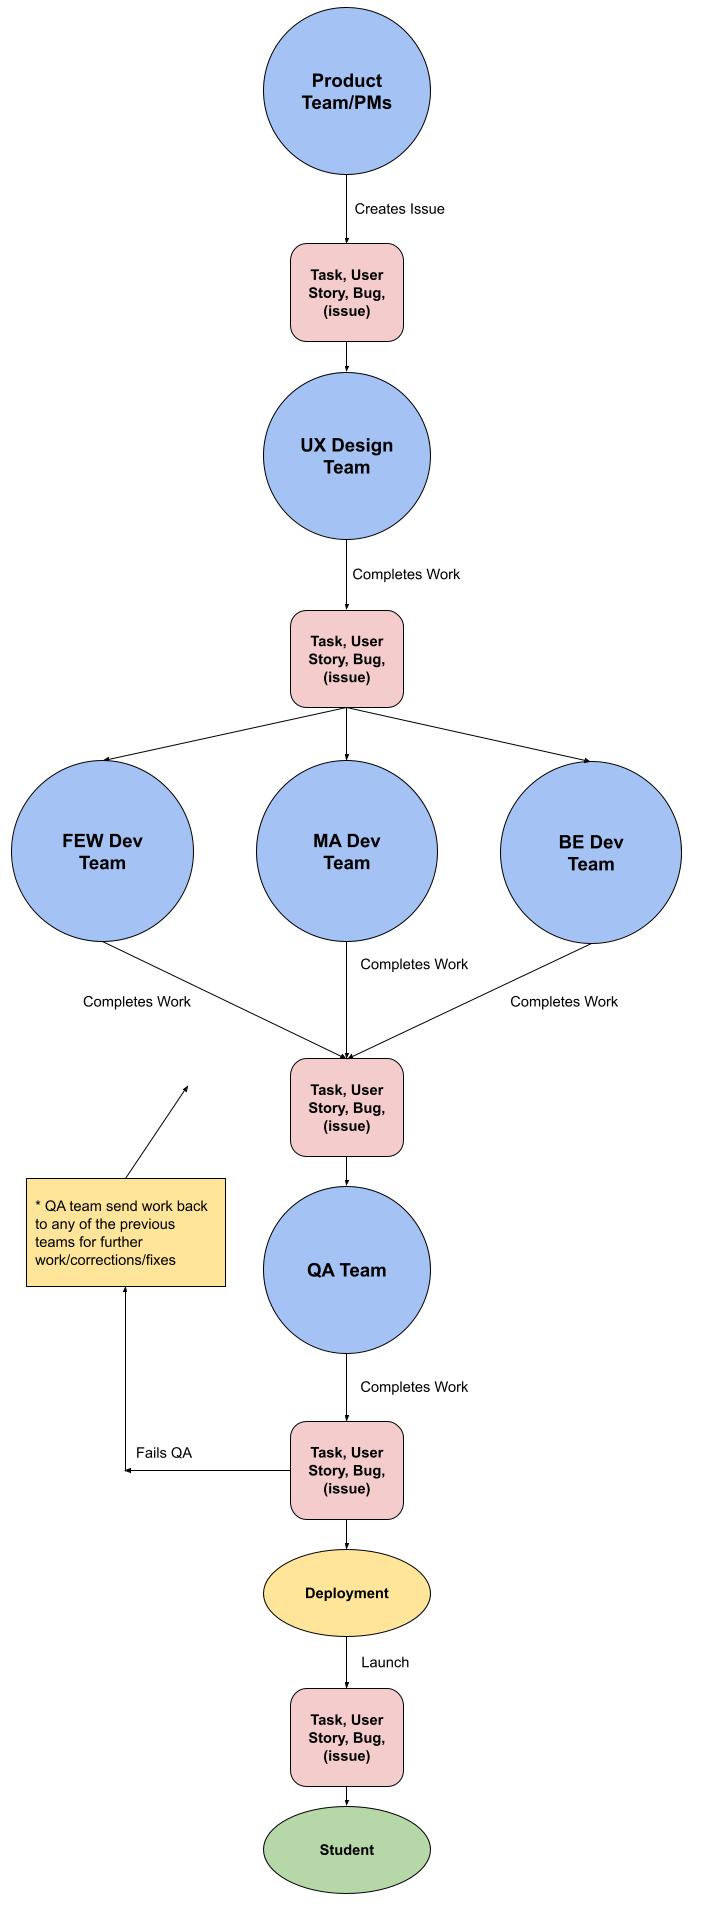 Product
Team/PMs
Creates Issue
Task, User
Story, Bug,
(issue)
UX Design
Team
Completes Work
Task, User
Story, Bug,
(issue)
FEW Dev
Team
MA Dev
Team
BE Dev
Team
Completes Work
Completes Work
Completes Work
Task, User
Story, Bug,
(issue)
* QA team send work back
to any of the previous
teams for further
work/corrections/fixes
QA Team
Completes Work
Fails QA
Task, User
Story, Bug,
(issue)
Deployment
Launch
Task, User
Story, Bug,
(issue)
Student